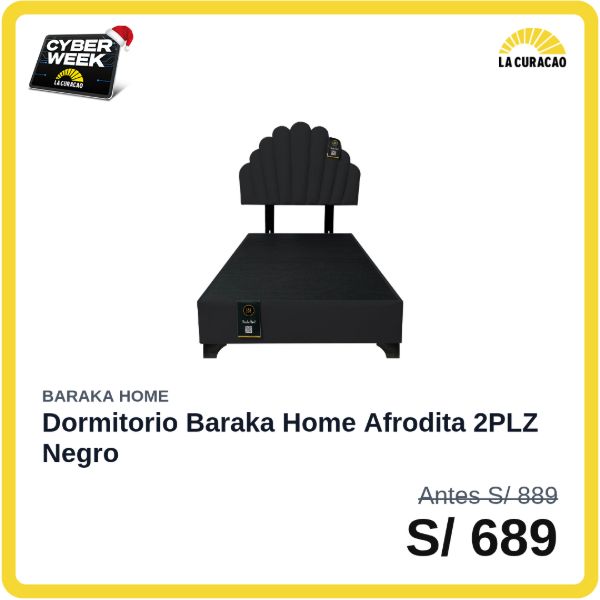 CYBER
WEEK
LA CURACAO
LA CURACAO
BARAKA HOME
Dormitorio Baraka Home Afrodita 2PLZ
Negro
Antes S/ 889
S/ 689